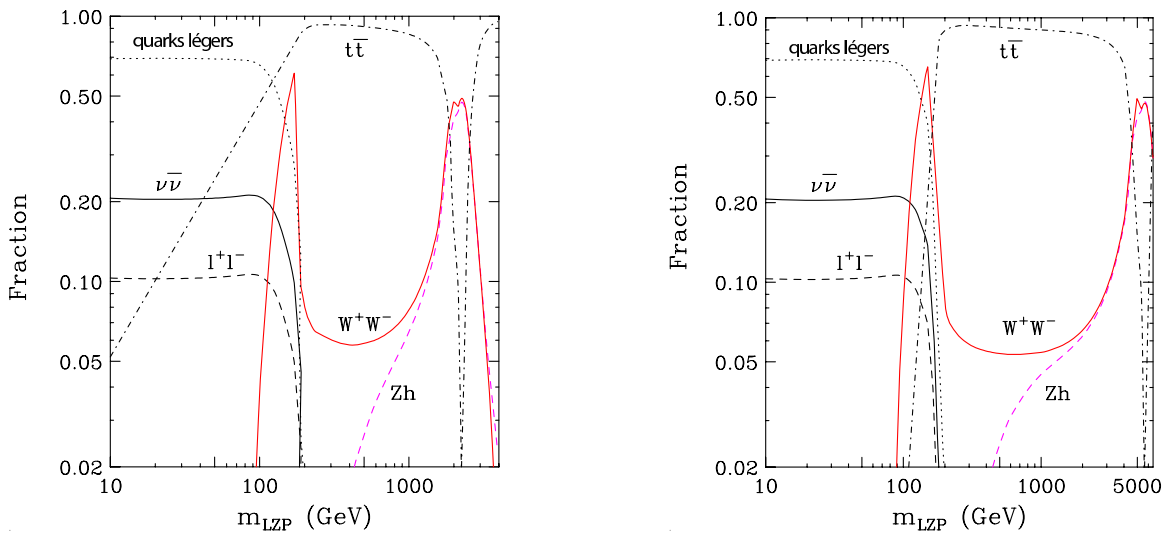 1.00
0.50
0.20
0.10
0.05
0.02
Fraction
quarks légers
tt̅
νν̅
l⁺l⁻
W⁺W⁻
Zh
10
100
1000
m_LZP (GeV)
1.00
0.50
0.20
0.10
0.05
0.02
Fraction
quarks légers
tt̅
νν̅
l⁺l⁻
W⁺W⁻
Zh
10
100
1000
5000
m_LZP (GeV)